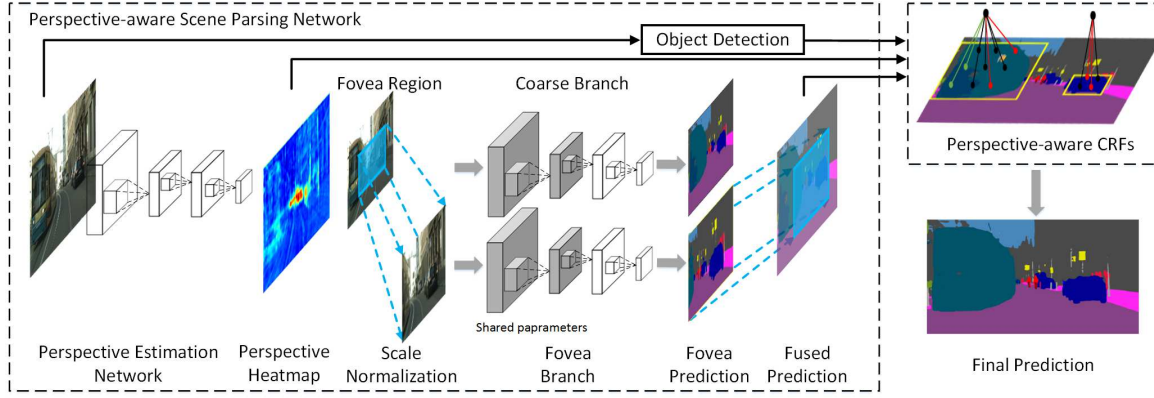 Perspective-aware Scene Parsing Network
Object Detection
Fovea Region
Coarse Branch
Perspective-aware CRFs
Shared paprameters
Perspective Estimation
Network
Perspective
Heatmap
Scale
Normalization
Fovea
Branch
Fovea
Prediction
Fused
Prediction
Final Prediction